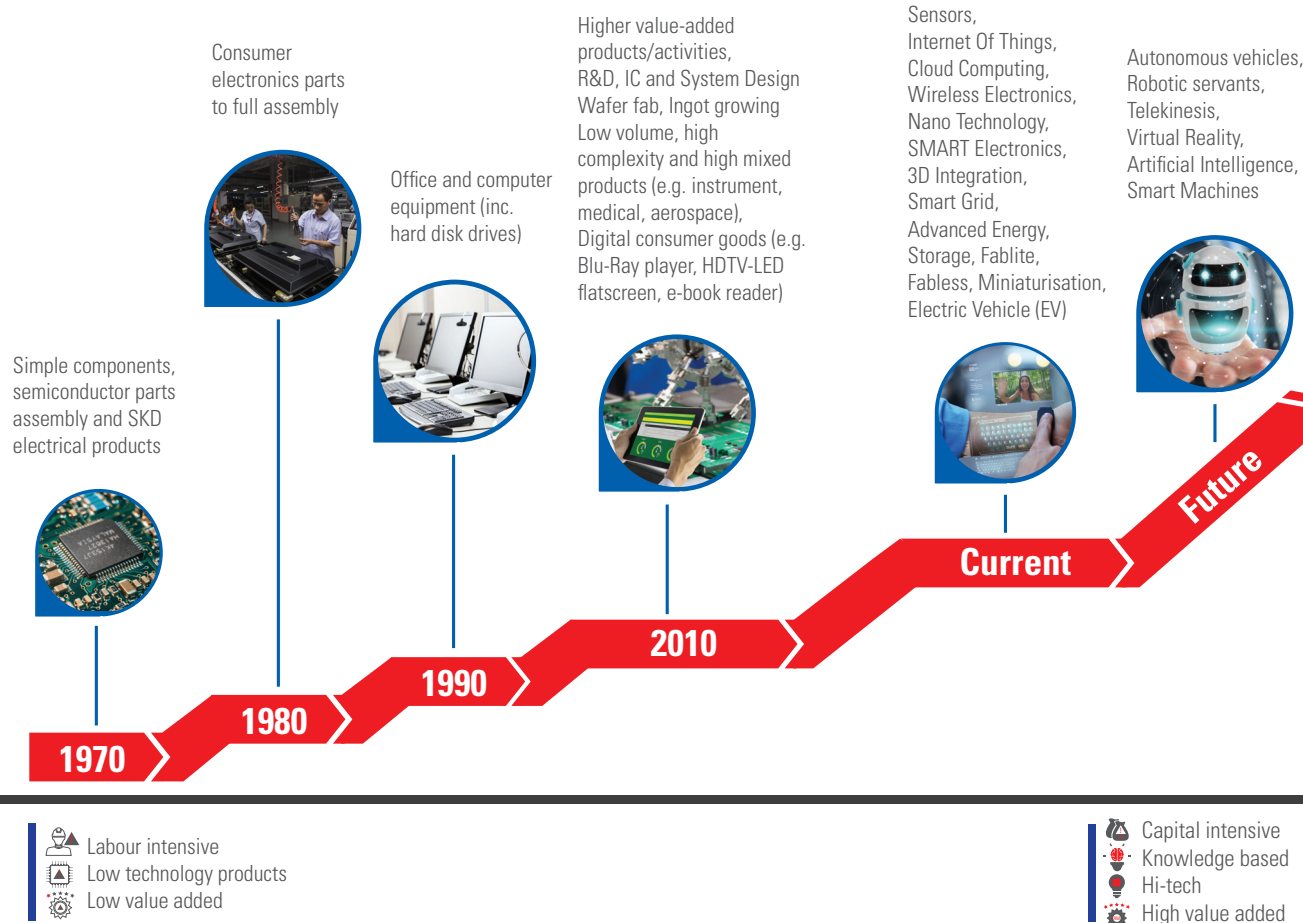 Simple components,
semiconductor parts
assembly and SKD
electrical products
1970
Consumer
electronics parts
to full assembly
1980
Office and computer
equipment (inc.
hard disk drives)
1990
Higher value-added
products/activities,
R&D, IC and System Design
Wafer fab, Ingot growing
Low volume, high
complexity and high mixed
products (e.g. instrument,
medical, aerospace),
Digital consumer goods (e.g.
Blu-Ray player, HDTV-LED
flatscreen, e-book reader)
2010
Sensors,
Internet Of Things,
Cloud Computing,
Wireless Electronics,
Nano Technology,
SMART Electronics,
3D Integration,
Smart Grid,
Advanced Energy,
Storage, Fablite,
Fabless, Miniaturisation,
Electric Vehicle (EV)
Current
Autonomous vehicles,
Robotic servants,
Telekinesis,
Virtual Reality,
Artificial Intelligence,
Smart Machines
Future
Labour intensive
Low technology products
Low value added
Capital intensive
Knowledge based
Hi-tech
High value added